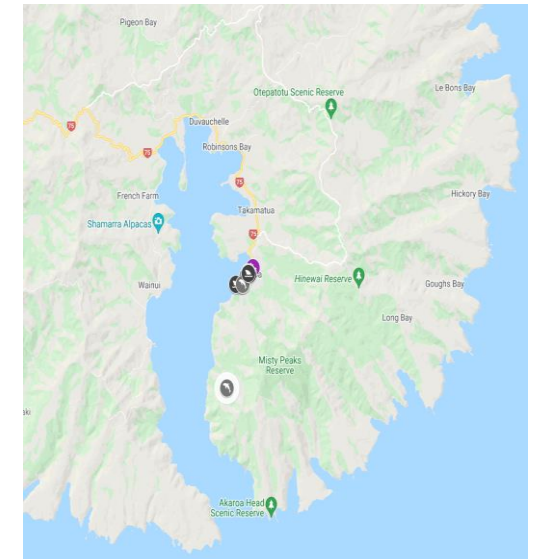 Pigeon Bay
Le Bons Bay
Otepatotu Scenic Reserve
Duvauchelle
75
75
Robinsons Bay
75
French Farm
Hickory Bay
Takamatua
Shamarra Alpacas
75
Hinewai Reserve
Wainui
Goughs Bay
Long Bay
Misty Peaks
Reserve
Akaroa Head
Scenic Reserve